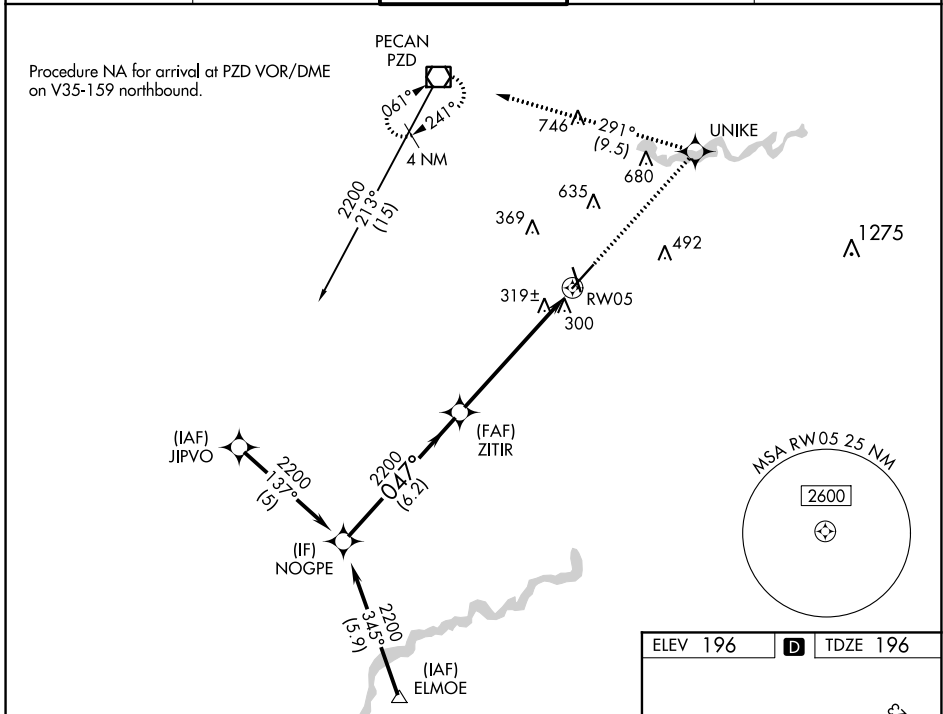 Procedure NA for arrival at PZD VOR/DME
on V35-159 northbound.
PECAN
PZD
061°
241°
4 NM
2200
213°
(15)
746
291°
(9.5)
UNIKE
680
635
369
492
1275
319±
RW05
300
(FAF)
ZITIR
(IAF)
JIPVO
2200
137°
(5)
2200
047°
(6.2)
(IF)
NOGPE
2200
345°
(5.9)
(IAF)
ELMOE
MSA RW05 25 NM
2600
ELEV 196 D TDZE 196